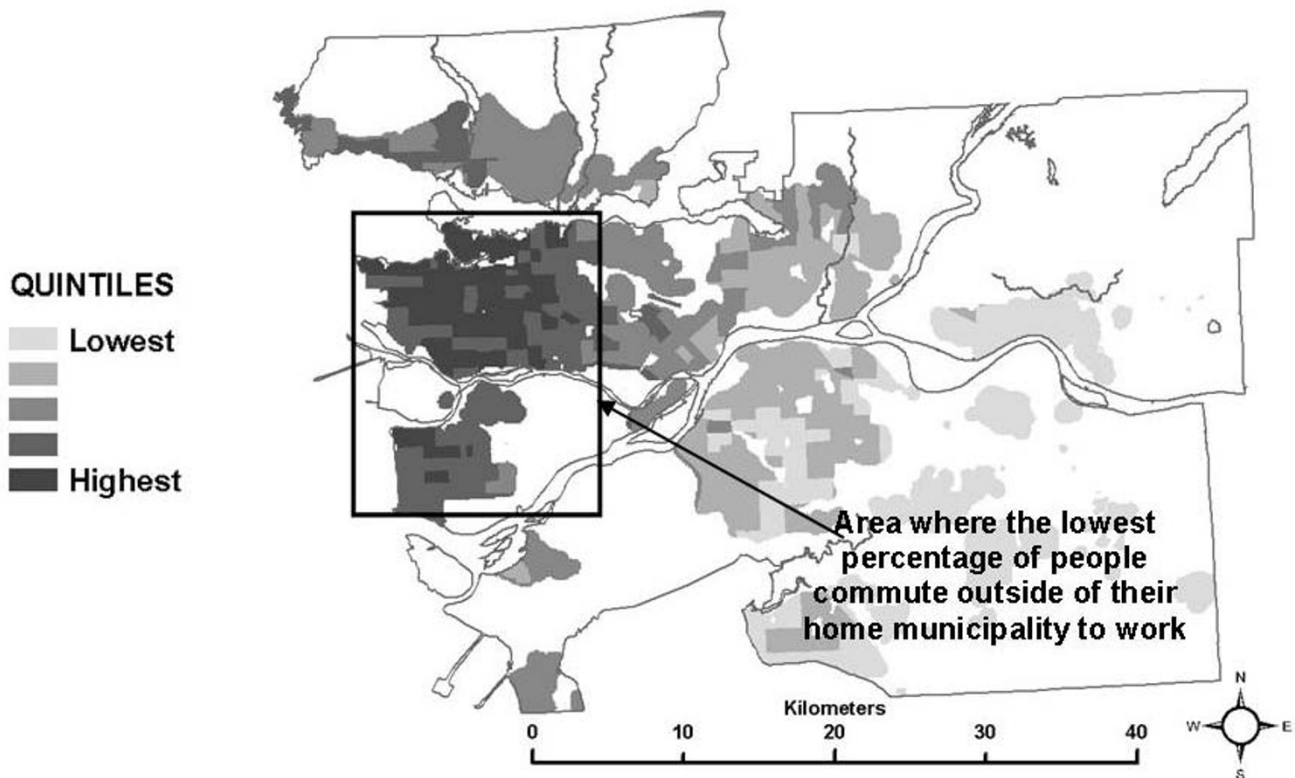 QUINTILES
Lowest
Highest
Area where the lowest
percentage of people
commute outside of their
home municipality to work
Kilometers
0 10 20 30 40
N
W E
S